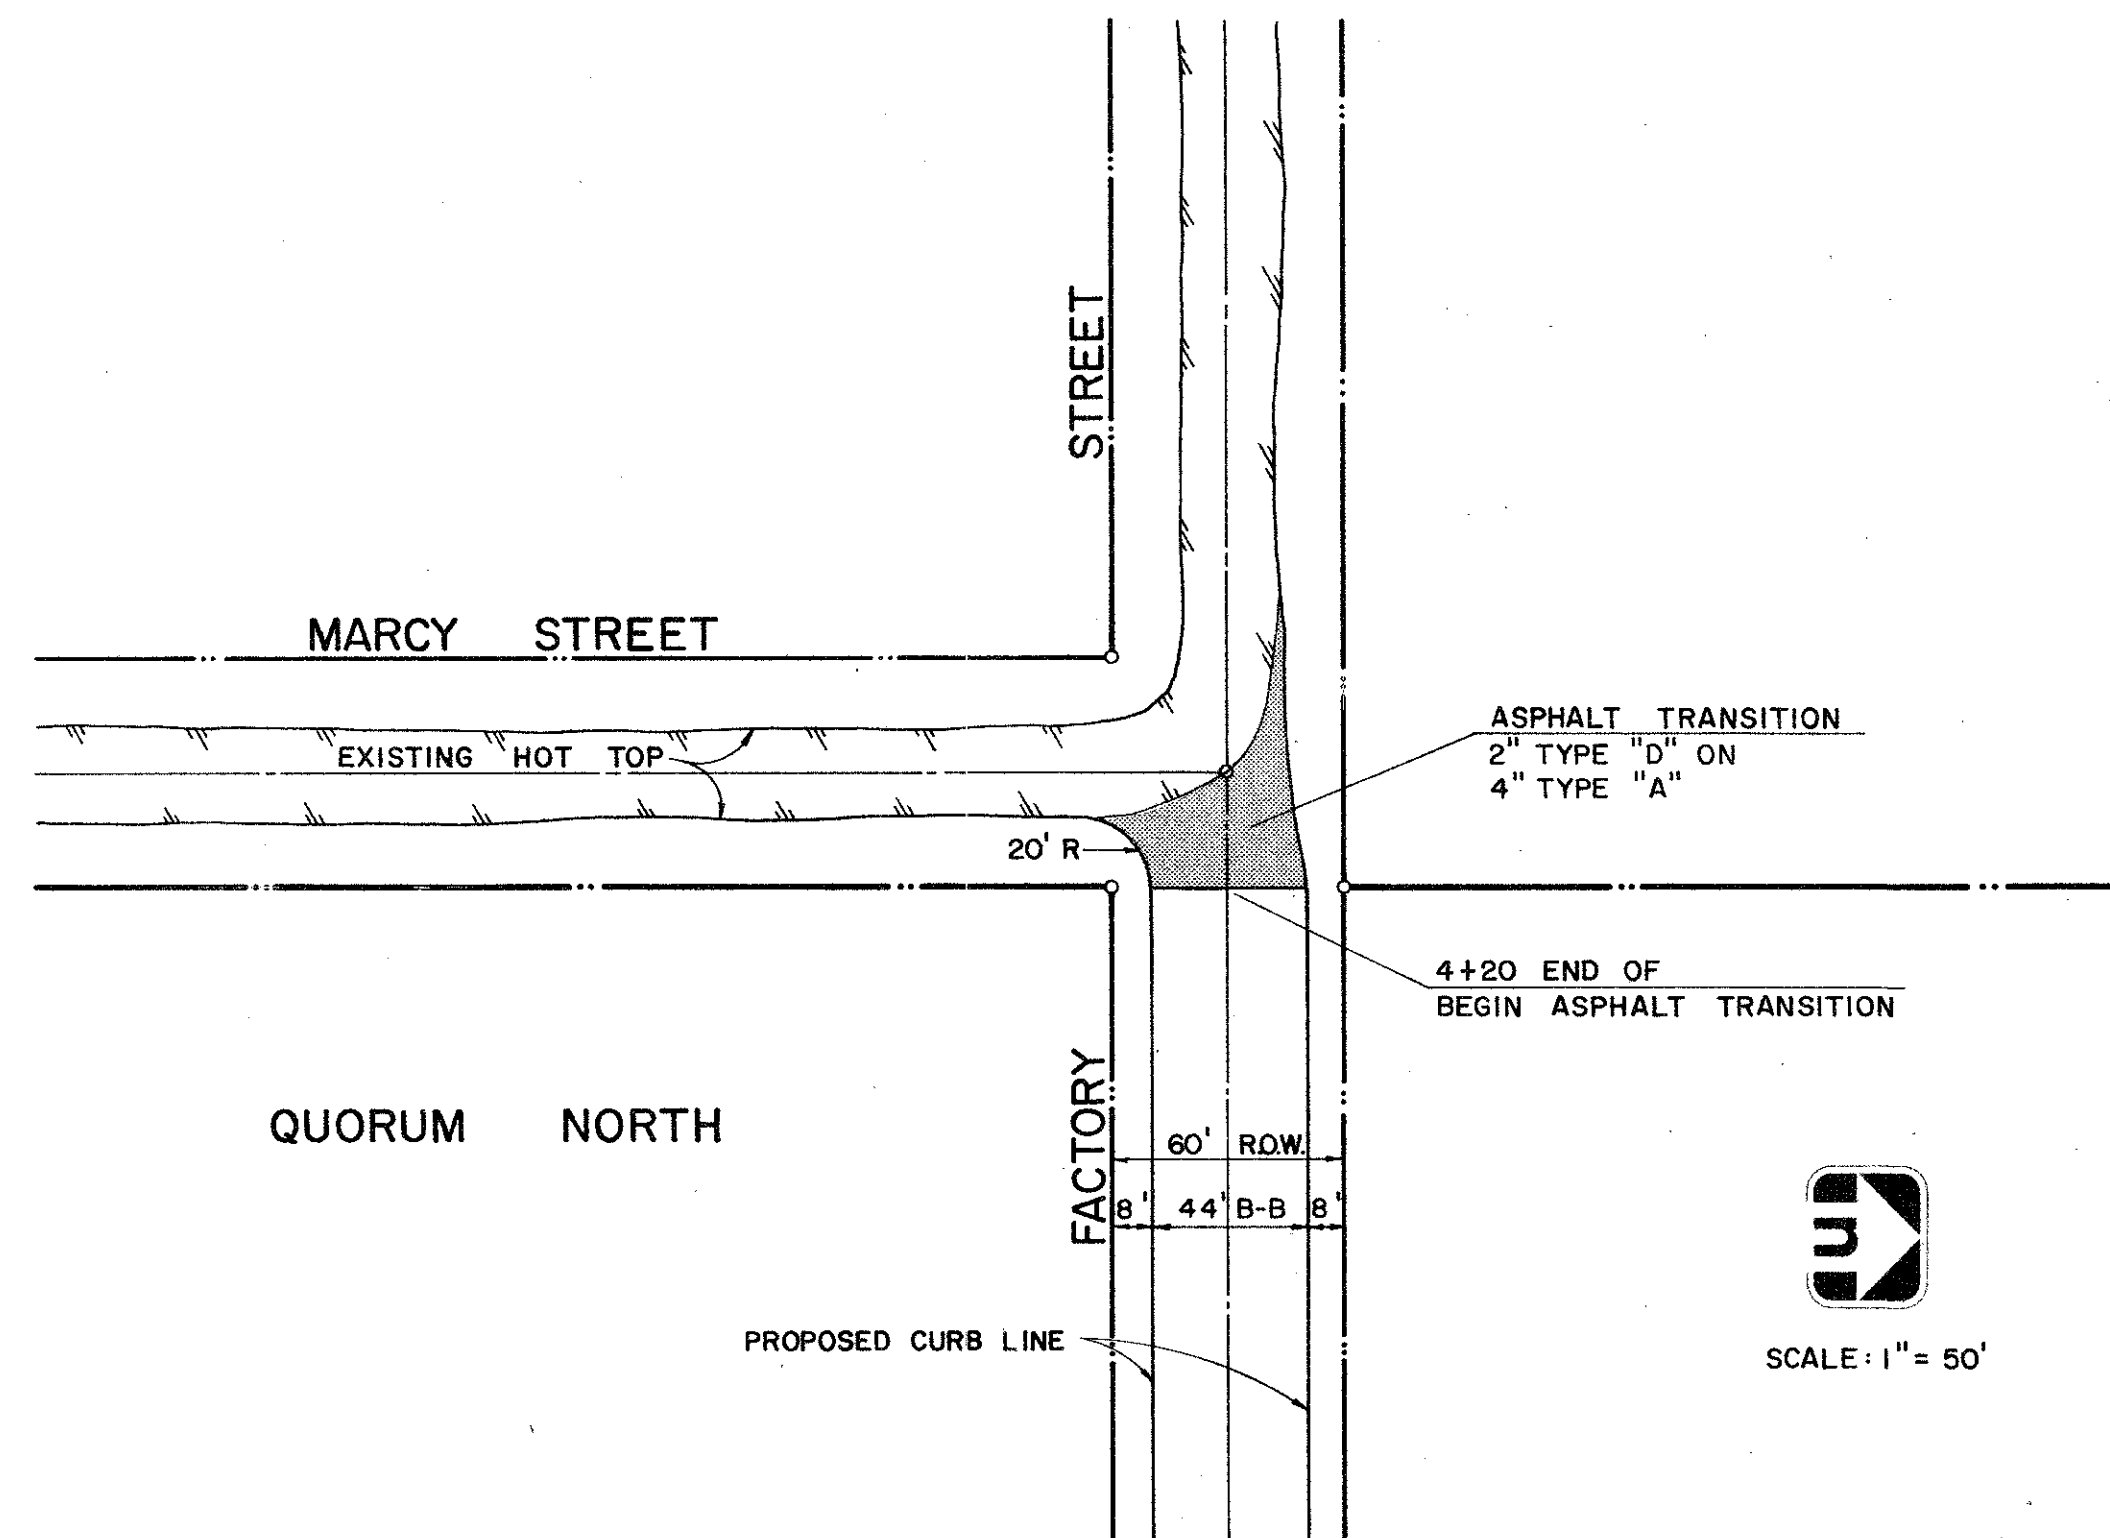 STREET
MARCY STREET
EXISTING HOT TOP
ASPHALT TRANSITION
2" TYPE "D" ON
4" TYPE "A"
20' R
4+20 END OF
BEGIN ASPHALT TRANSITION
FACTORY
QUORUM NORTH
60' R.O.W.
8' 44' B-B 8'
PROPOSED CURB LINE
SCALE: 1" = 50'